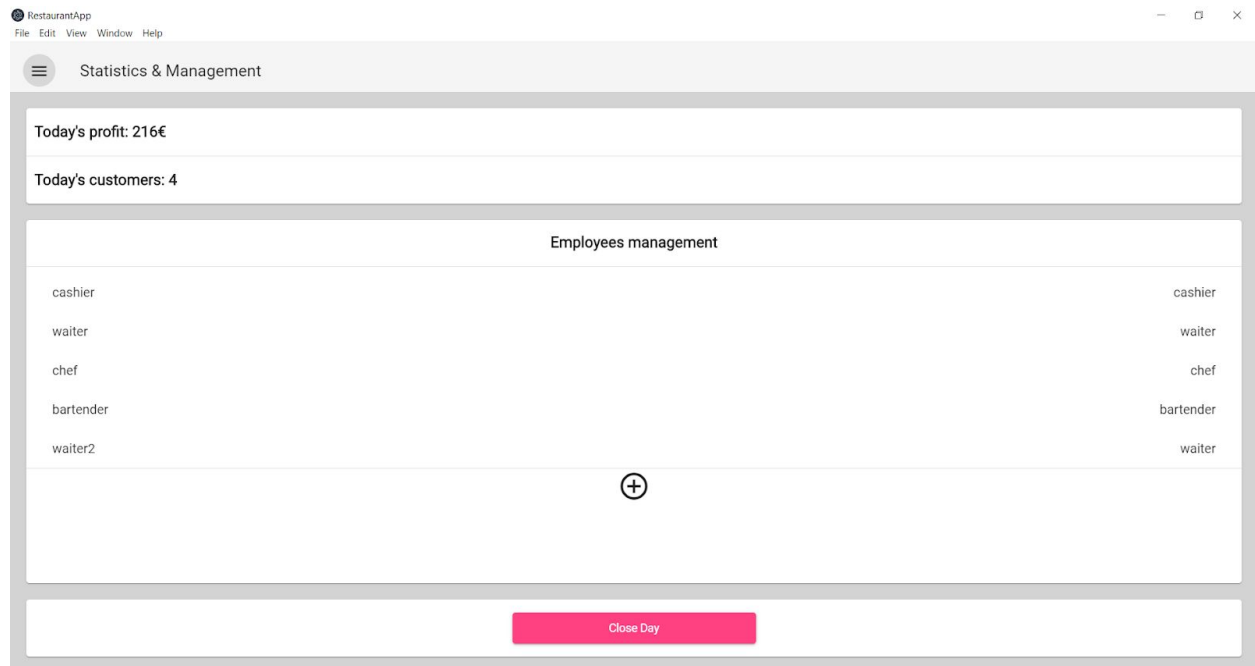 RestaurantApp
File Edit View Window Help
Statistics & Management
Today's profit: 216€
Today's customers: 4
Employees management
cashier cashier
waiter waiter
chef chef
bartender bartender
waiter2 waiter
Close Day